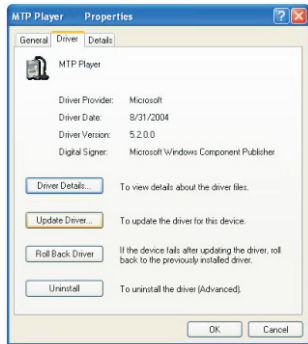 MTP Player Properties
General Driver Details
MTP Player
Driver Provider: Microsoft
Driver Date: 8/31/2004
Driver Version: 5.2.0.0
Digital Signer: Microsoft Windows Component Publisher
Driver Details... To view details about the driver files.
Update Driver... To update the driver for this device.
Roll Back Driver If the device fails after updating the driver, roll
back to the previously installed driver.
Uninstall To uninstall the driver (Advanced).
OK Cancel